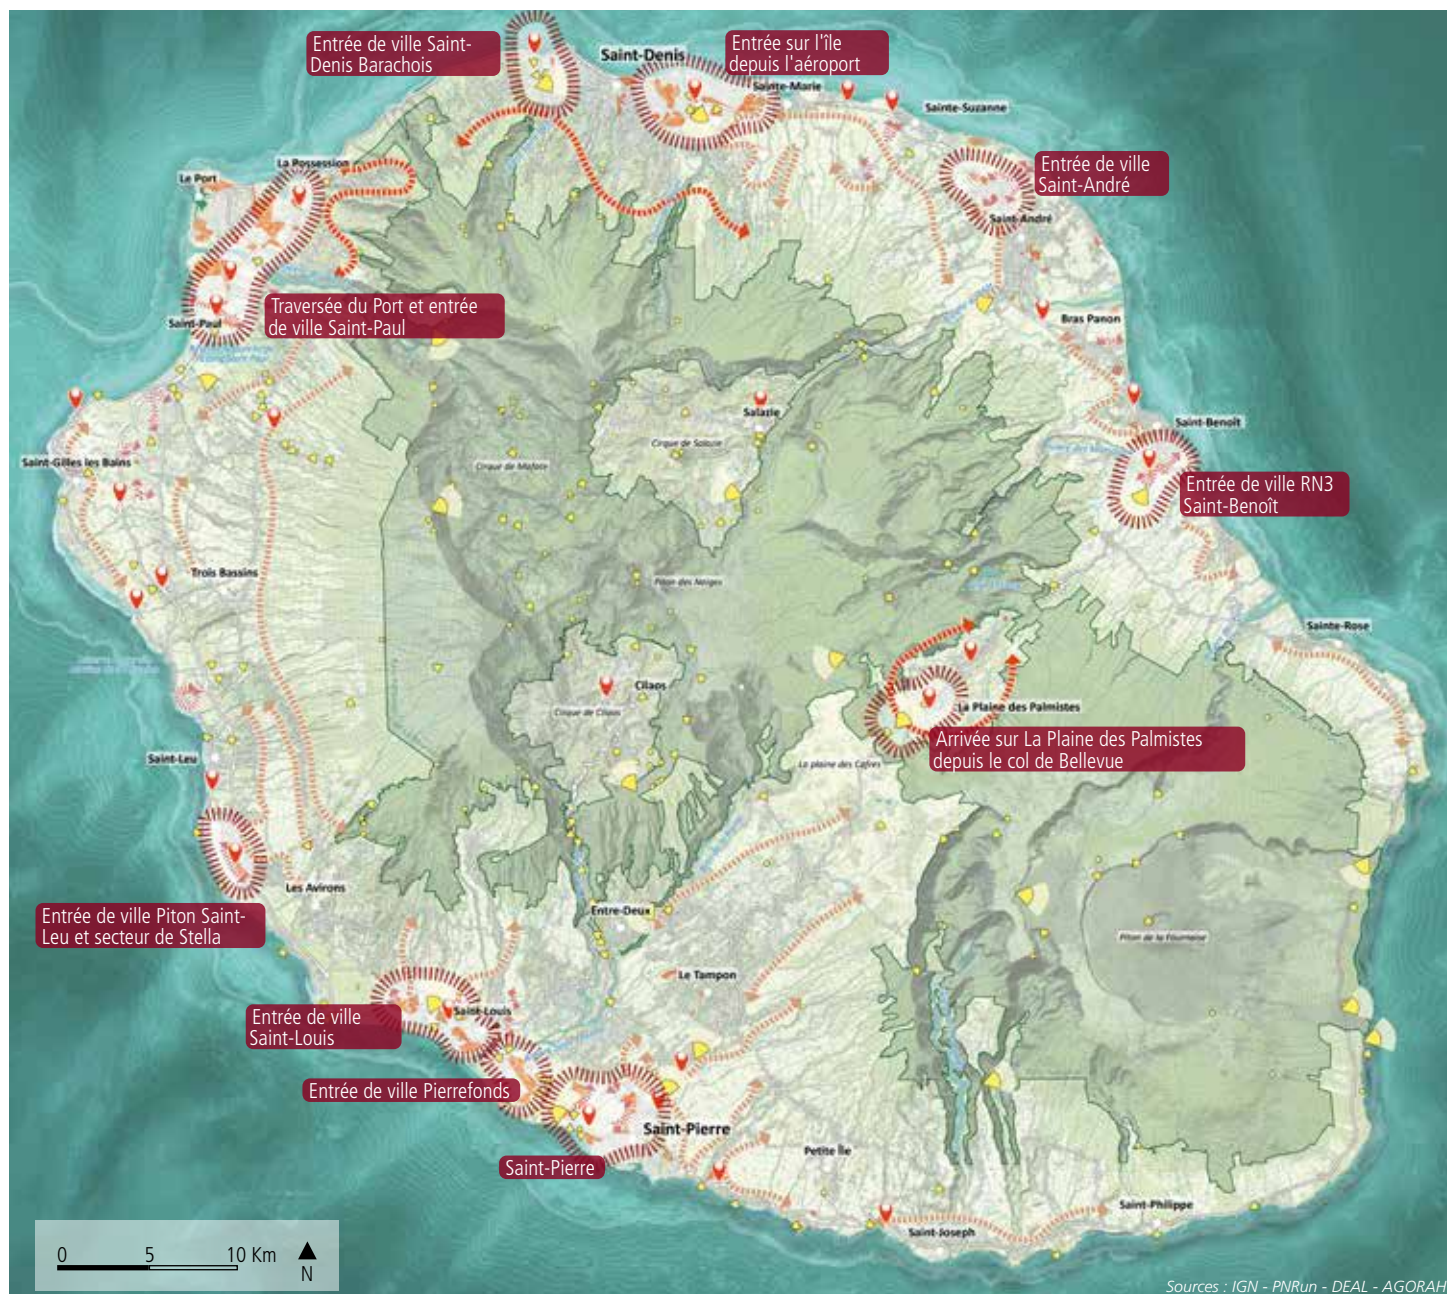 Entrée de ville Saint-
Denis Barachois
Saint-Denis
Entrée sur l'île
depuis l'aéroport
Sainte-Marie
Sainte-Suzanne
La Possession
Le Port
Entrée de ville
Saint-André
Saint-André
Traversée du Port et entrée
de ville Saint-Paul
Saint-Paul
Bras Panon
Salazie
Cirque de Salazie
Cirque de Mafate
Saint-Benoît
Saint-Gilles les Bains
Entrée de ville RN3
Saint-Benoît
Trois Bassins
Piton des Neiges
Sainte-Rose
Cilaos
Cirque de Cilaos
La Plaine des Palmistes
Arrivée sur La Plaine des Palmistes
depuis le col de Bellevue
La plaine des Cafres
Saint-Leu
Les Avirons
Entrée de ville Piton Saint-
Leu et secteur de Stella
Entre-Deux
Piton de la Fournaise
Le Tampon
Entrée de ville
Saint-Louis
Saint-Louis
Entrée de ville Pierrefonds
Saint-Pierre
Saint-Pierre
Petite Île
Saint-Philippe
Saint-Joseph
0 5 10 Km
N
Sources : IGN - PNRun - DEAL - AGORAH